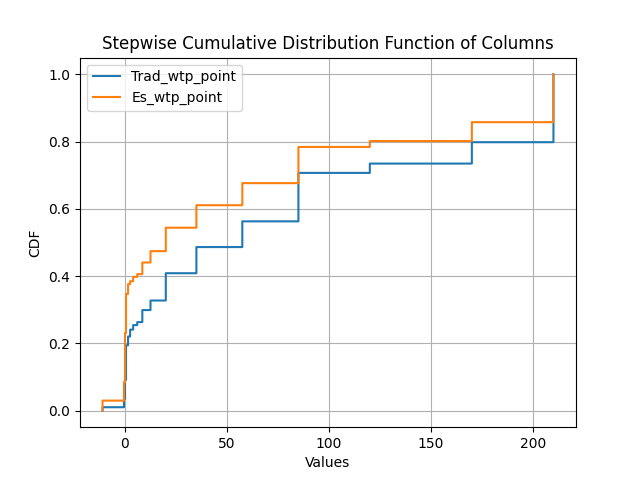 Stepwise Cumulative Distribution Function of Columns
Trad_wtp_point
Es_wtp_point
CDF
1.0
0.8
0.6
0.4
0.2
0.0
0 50 100 150 200
Values